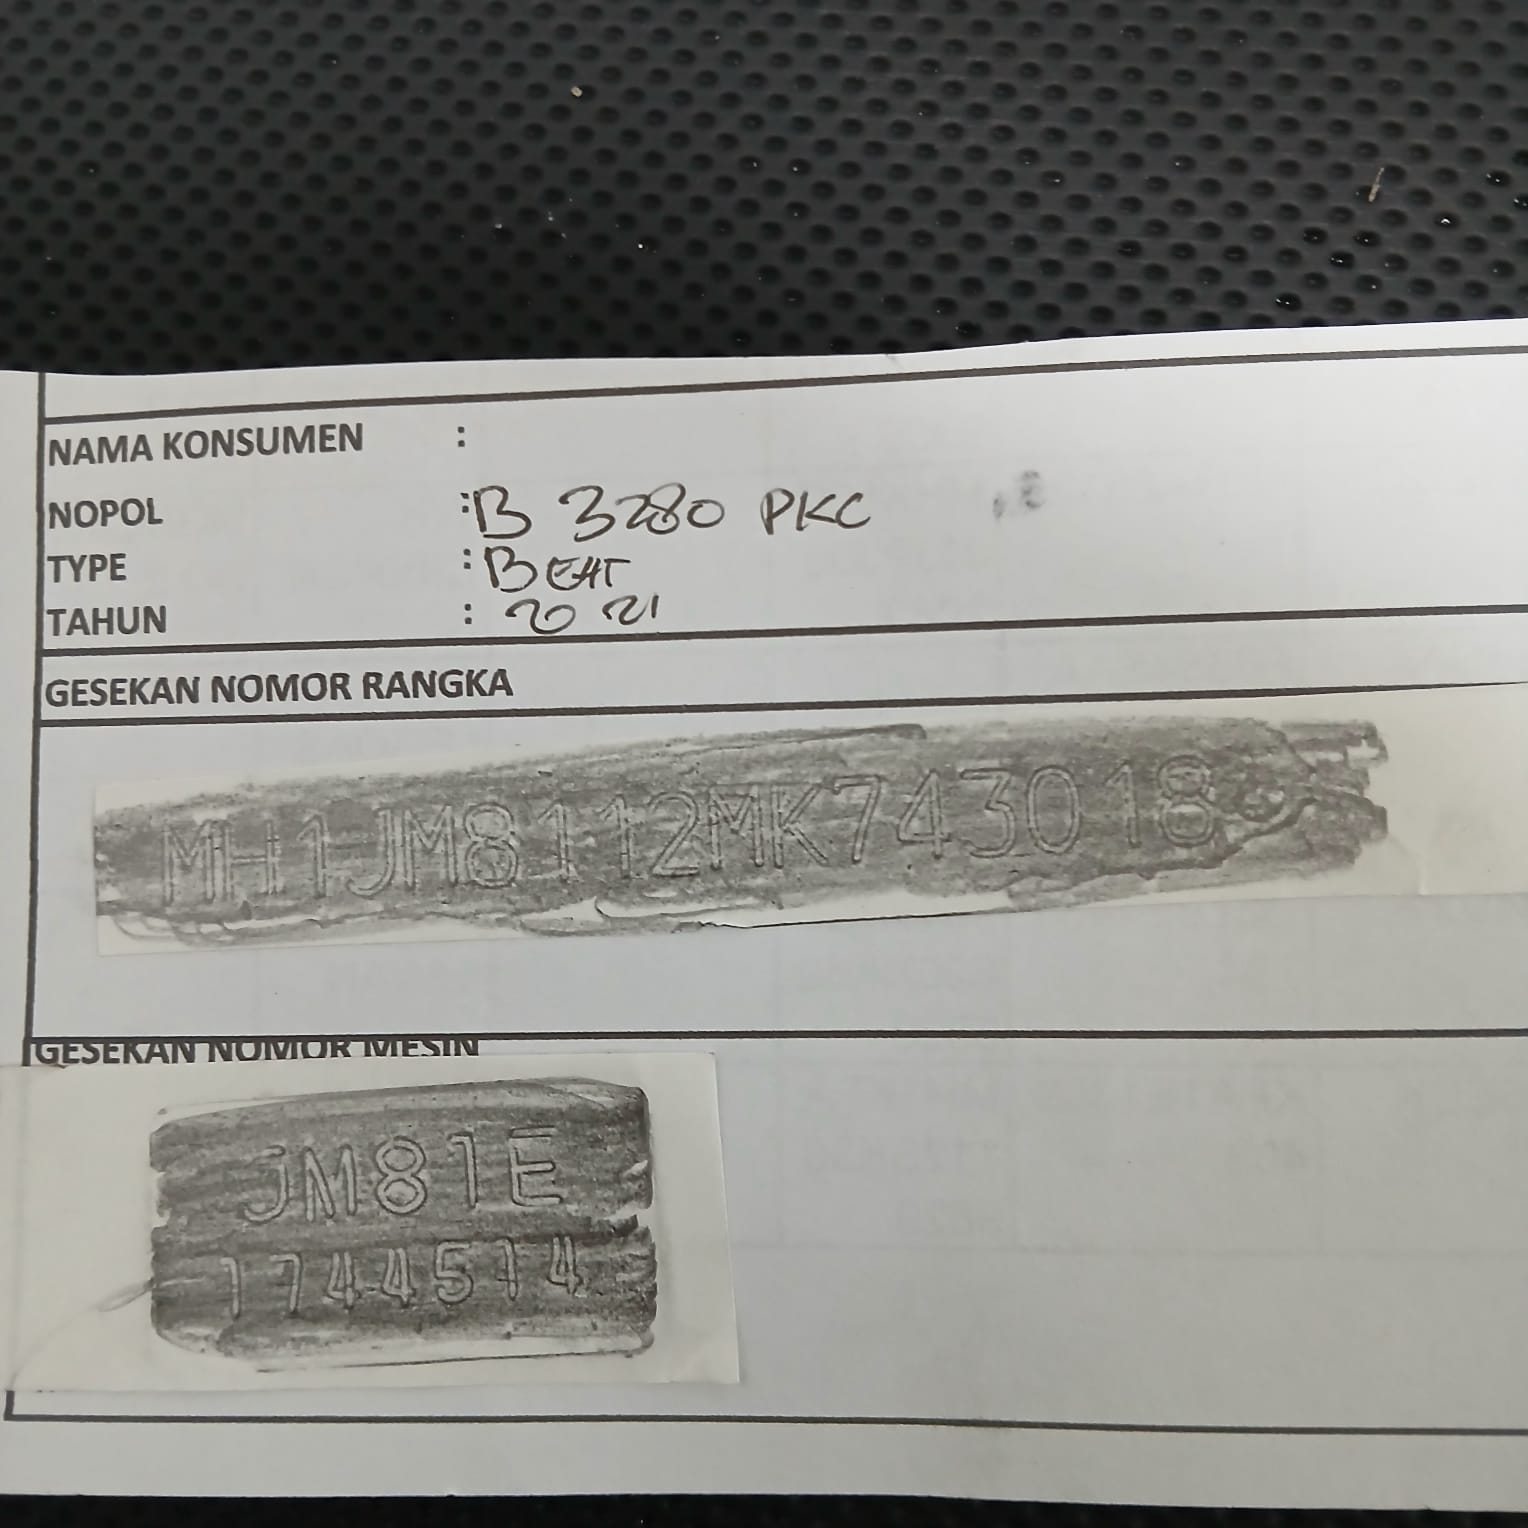 NAMA KONSUMEN :
NOPOL : B 3280 PKC
TYPE : BEAT
TAHUN : 2021
GESEKAN NOMOR RANGKA
MH1JM8112MK743018
GESEKAN NOMOR MESIN
JM81E
1744514